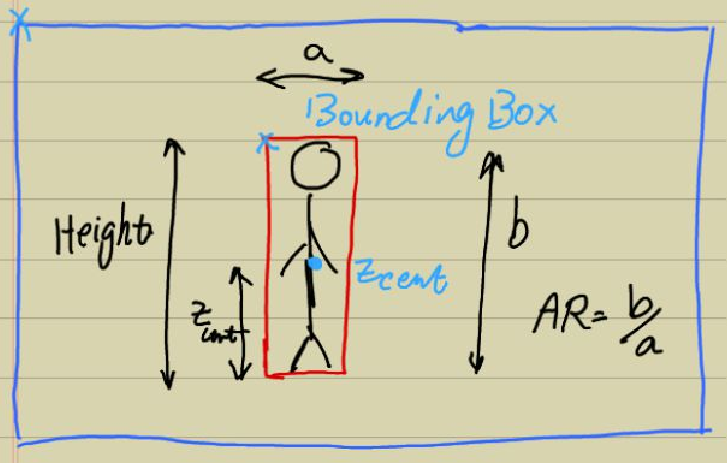 a
Bounding Box
Height
b
Zcent
Zcent
AR = b/a